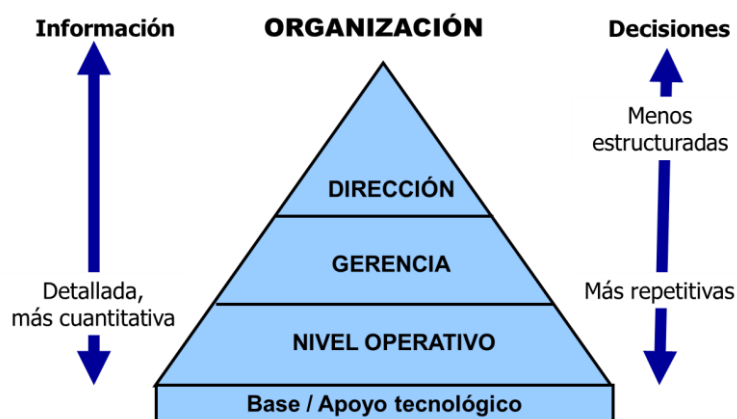 Información
ORGANIZACIÓN
Decisiones
Menos
estructuradas
DIRECCIÓN
GERENCIA
Detallada,
más cuantitativa
Más repetitivas
NIVEL OPERATIVO
Base / Apoyo tecnológico